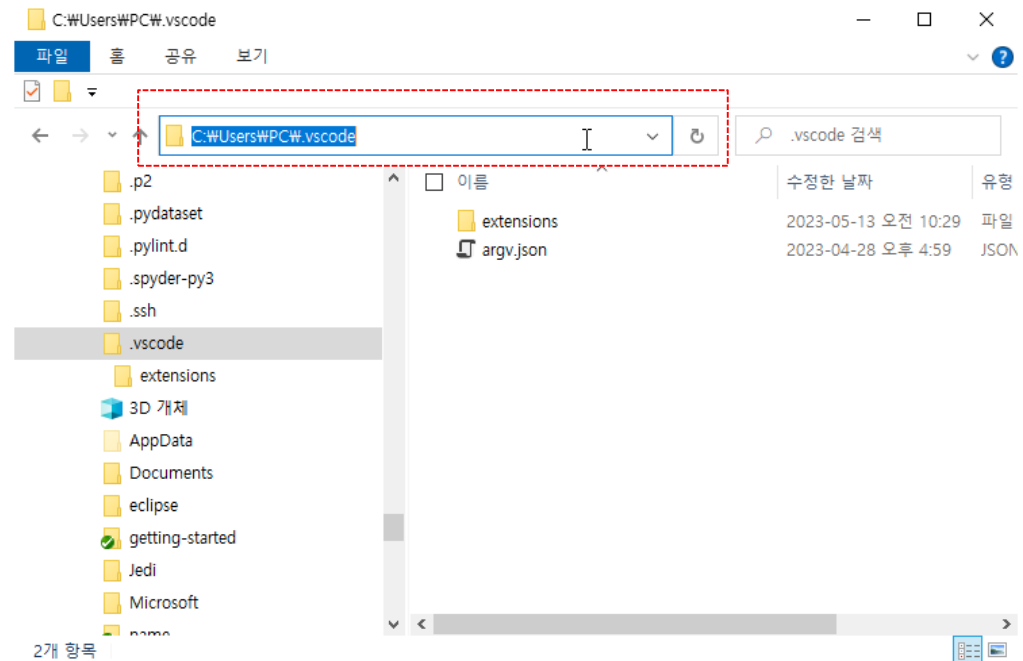 C:₩Users₩PC₩.vscode
파일 홈 공유 보기
C:₩Users₩PC₩.vscode
.vscode 검색
.p2
.pydataset
.pylint.d
.spyder-py3
.ssh
.vscode
extensions
3D 개체
AppData
Documents
eclipse
getting-started
Jedi
Microsoft
이름 수정한 날짜 유형
extensions 2023-05-13 오전 10:29 파일
argv.json 2023-04-28 오후 4:59 JSON
2개 항목